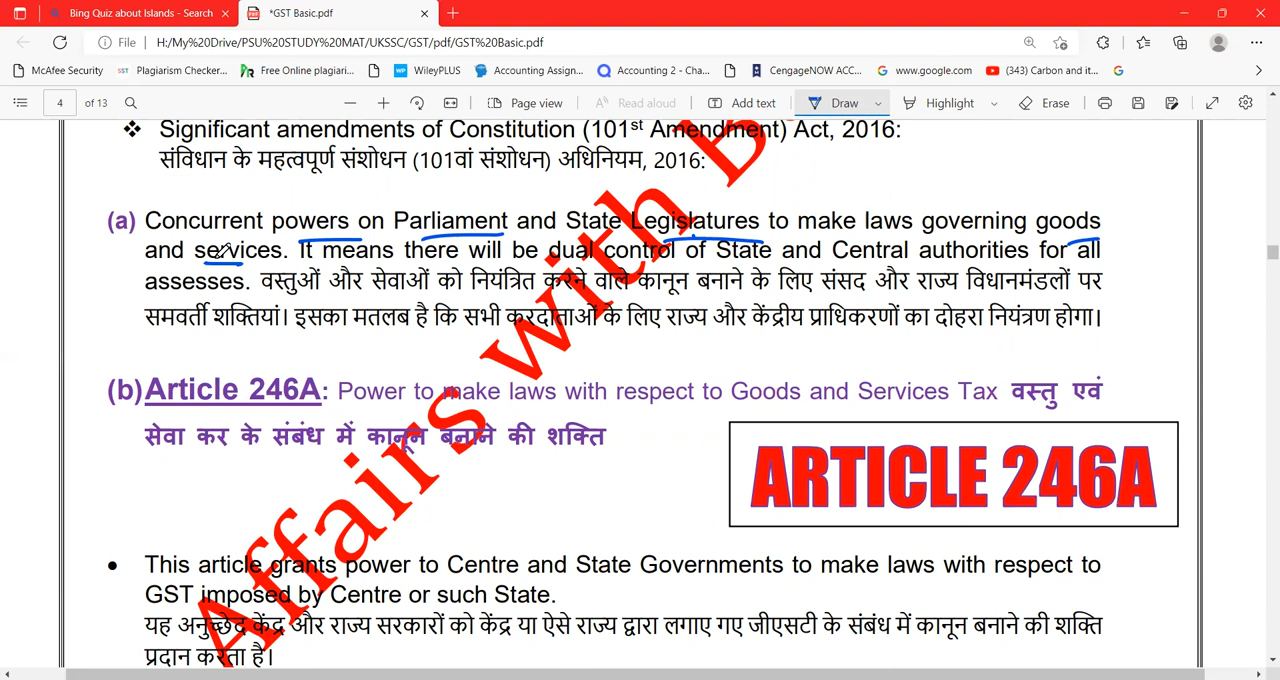 Bing Quiz about Islands - Search
*GST Basic.pdf
File H:/My%20Drive/PSU%20STUDY%20MAT/UKSSC/GST/pdf/GST%20Basic.pdf
McAfee Security SST Plagiarism Checker... Free Online plagiari... WP WileyPLUS Accounting Assig... Accounting 2 - Cha... CengageNOW ACC... www.google.com (343) Carbon and it...
4 of 13 Page view Read aloud Add text Draw Highlight Erase
Significant amendments of Constitution (101st Amendment) Act, 2016:
संविधान के महत्वपूर्ण संशोधन (101वां संशोधन) अधिनियम, 2016:
(a) Concurrent powers on Parliament and State Legislatures to make laws governing goods
and services. It means there will be dual control of State and Central authorities for all
assesses. वस्तुओं और सेवाओं को नियंत्रित करने वाले कानून बनाने के लिए संसद और राज्य विधानमंडलों पर
समवर्ती शक्तियां। इसका मतलब है कि सभी करदाताओं के लिए राज्य और केंद्रीय प्राधिकरणों का दोहरा नियंत्रण होगा।
(b) Article 246A: Power to make laws with respect to Goods and Services Tax वस्तु एवं
सेवा कर के संबंध में कानून बनाने की शक्ति
ARTICLE 246A
• This article grants power to Centre and State Governments to make laws with respect to
GST imposed by Centre or such State.
यह अनुच्छेद केंद्र और राज्य सरकारों को केंद्र या ऐसे राज्य द्वारा लगाए गए जीएसटी के संबंध में कानून बनाने की शक्ति
प्रदान करता है।
Affairs with B